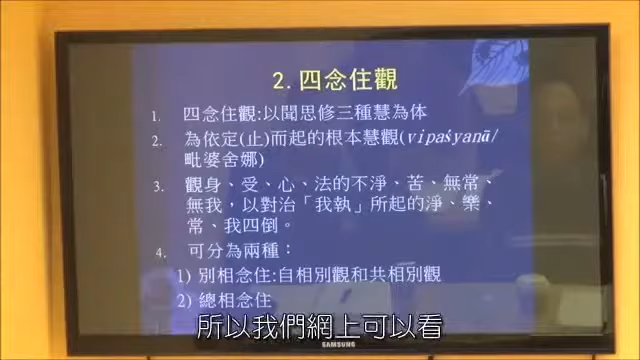 2.四念住觀
1. 四念住觀:以聞思修三種慧為体
2. 為依定(止)而起的根本慧觀(vipaśyanā/
毗婆舍娜)
3. 觀身、受、心、法的不淨、苦、無常、
無我，以對治「我執」所起的淨、樂、
常、我四倒。
4. 可分為兩種：
1) 別相念住:自相別觀和共相別觀
2) 總相念住
所以我們網上可以看
SAMSUNG